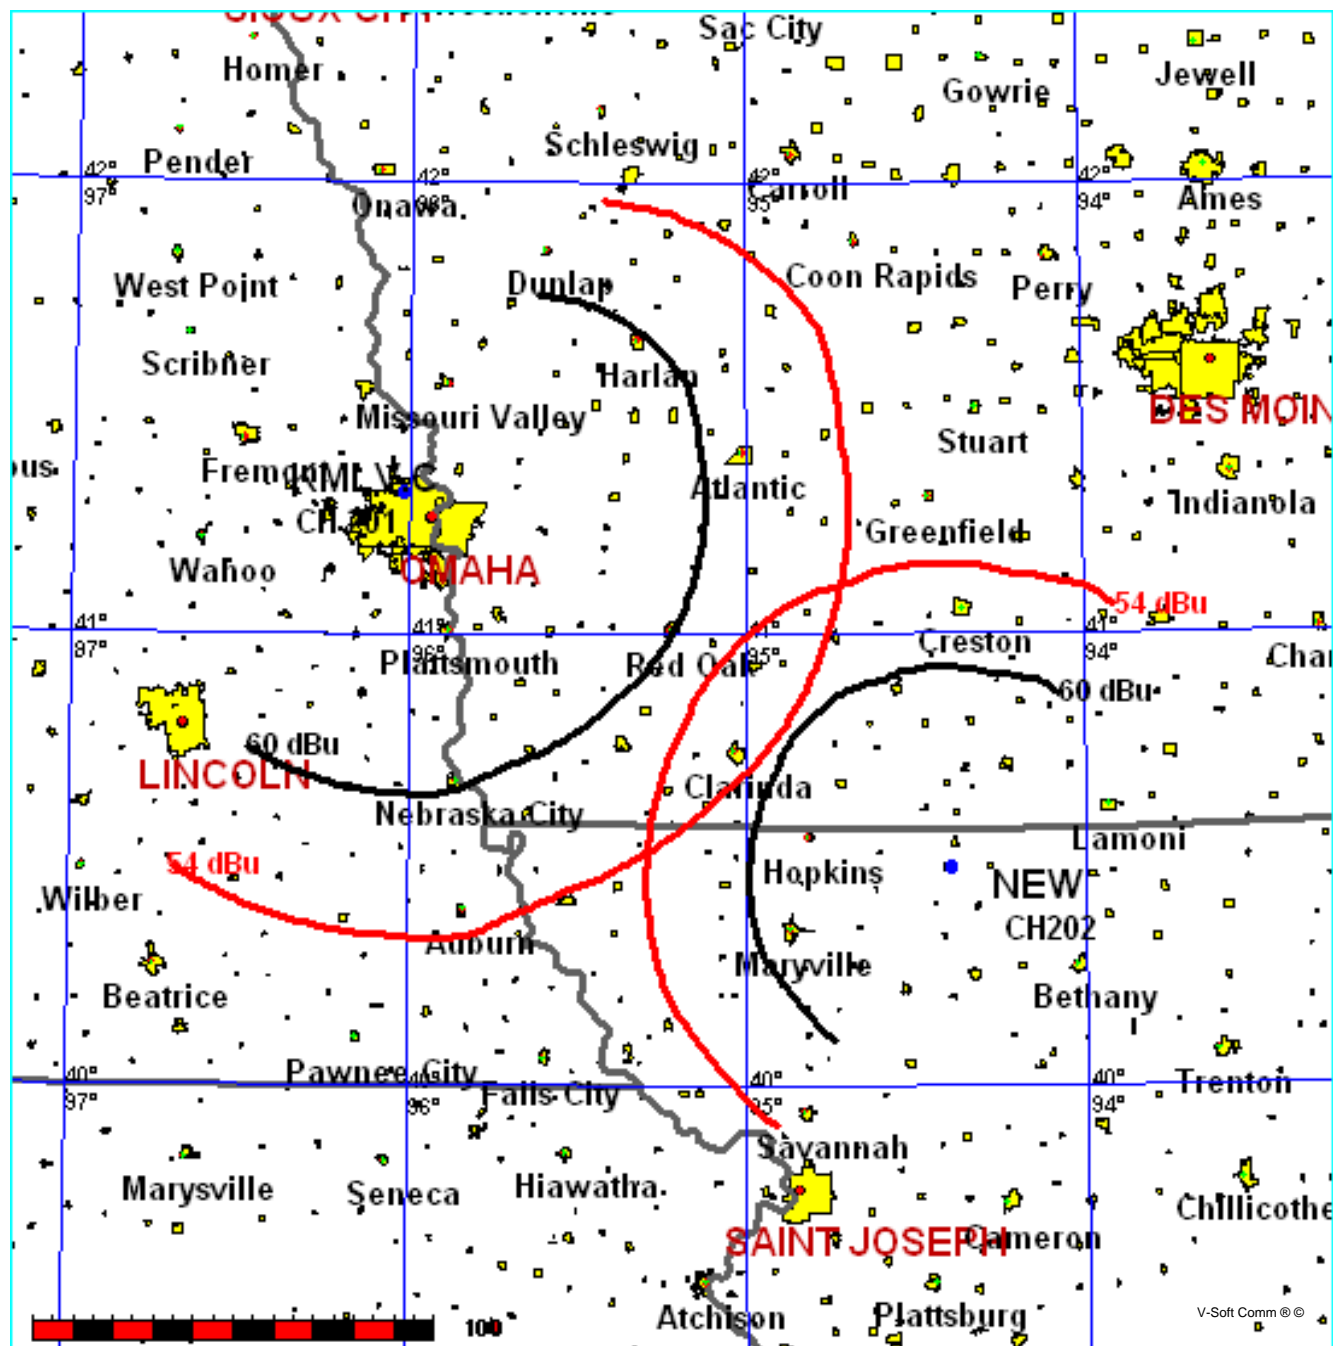 SIOUX CITY
Sac City
Homer
Gowrie
Jewell
Pender
Schleswig
Carroll
42°
97°
42°
96°
42°
95°
42°
94°
Onawa
Ames
West Point
Dunlap
Coon Rapids
Perry
Scribner
Harlan
Missouri Valley
DES MOIN
Stuart
Fremont
KMLV.C
Atlantic
Indianola
CH 201
Greenfield
Wahoo
OMAHA
54 dBu
41°
97°
41°
96°
41°
95°
41°
94°
Plattsmouth
Red Oak
Creston
Char
60 dBu
60 dBu
LINCOLN
Clarinda
Nebraska City
Lamoni
54 dBu
Hopkins
NEW
Wilber
CH202
Auburn
Maryville
Beatrice
Bethany
Pawnee City
Falls City
40°
97°
40°
96°
40°
95°
40°
94°
Trenton
Savannah
Marysville
Seneca
Hiawatha
Chillicothe
SAINT JOSEPH
Cameron
Atchison
Plattsburg
100
V-Soft Comm ® ©